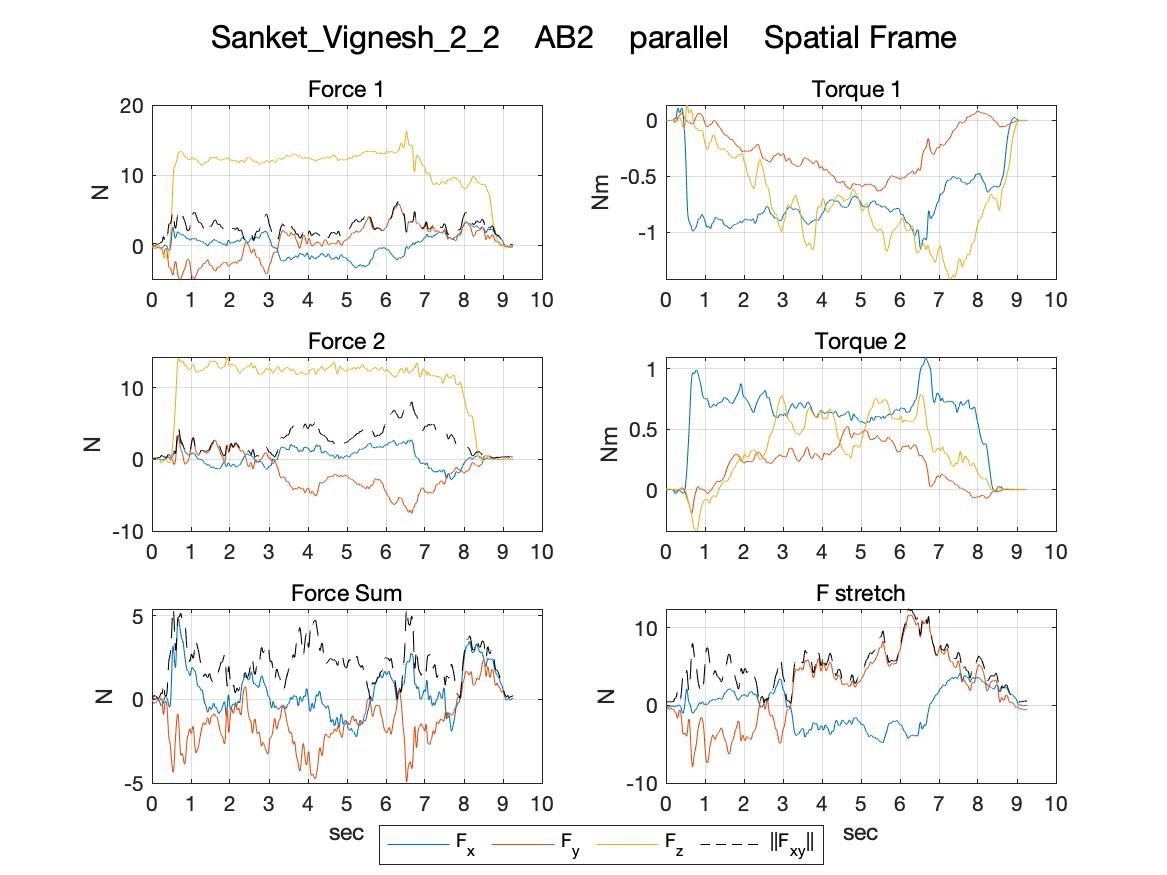 Sanket_Vignesh_2_2 AB2 parallel Spatial Frame
Force 1
20
10
0
N
0 1 2 3 4 5 6 7 8 9 10
Torque 1
0
-0.5
-1
Nm
0 1 2 3 4 5 6 7 8 9 10
Force 2
10
0
-10
N
0 1 2 3 4 5 6 7 8 9 10
Torque 2
1
0.5
0
Nm
0 1 2 3 4 5 6 7 8 9 10
Force Sum
5
0
-5
N
0 1 2 3 4 5 6 7 8 9 10
sec
F stretch
10
0
-10
N
0 1 2 3 4 5 6 7 8 9 10
sec
F_x F_y F_z ||F_xy||